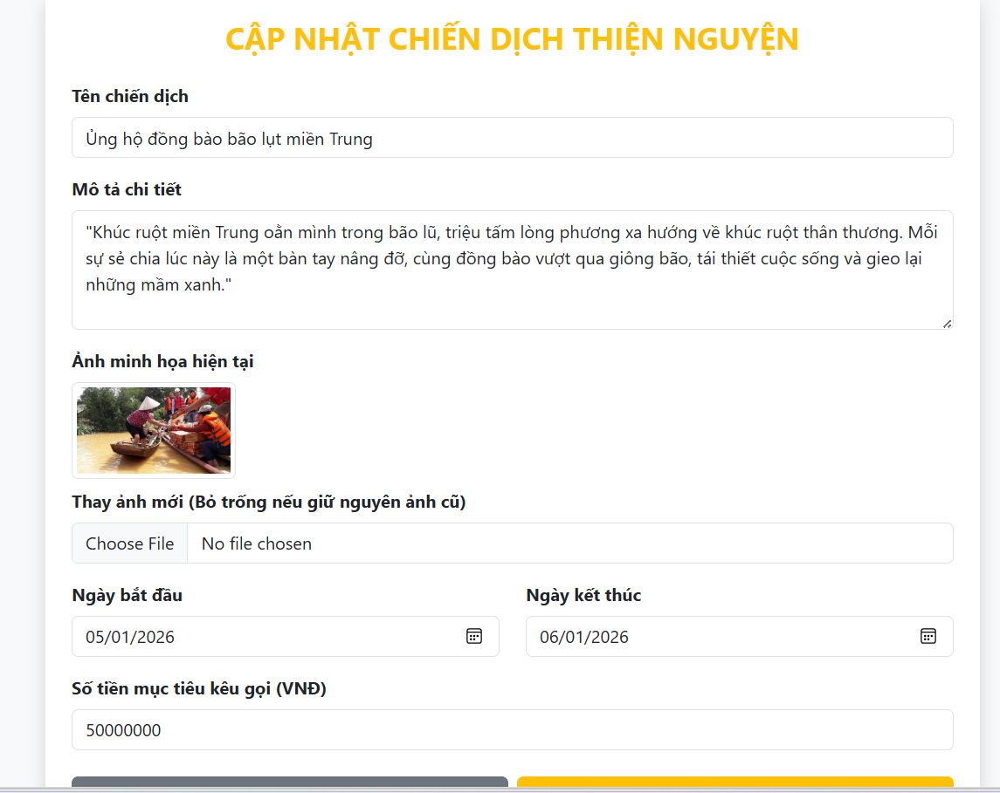 CẬP NHẬT CHIẾN DỊCH THIỆN NGUYỆN
Tên chiến dịch
Ủng hộ đồng bào bão lụt miền Trung
Mô tả chi tiết
"Khúc ruột miền Trung oằn mình trong bão lũ, triệu tấm lòng phương xa hướng về khúc ruột thân thương. Mỗi
sự sẻ chia lúc này là một bàn tay nâng đỡ, cùng đồng bào vượt qua giông bão, tái thiết cuộc sống và gieo lại
những mầm xanh."
Ảnh minh họa hiện tại
Thay ảnh mới (Bỏ trống nếu giữ nguyên ảnh cũ)
Choose File No file chosen
Ngày bắt đầu Ngày kết thúc
05/01/2026 06/01/2026
Số tiền mục tiêu kêu gọi (VNĐ)
50000000